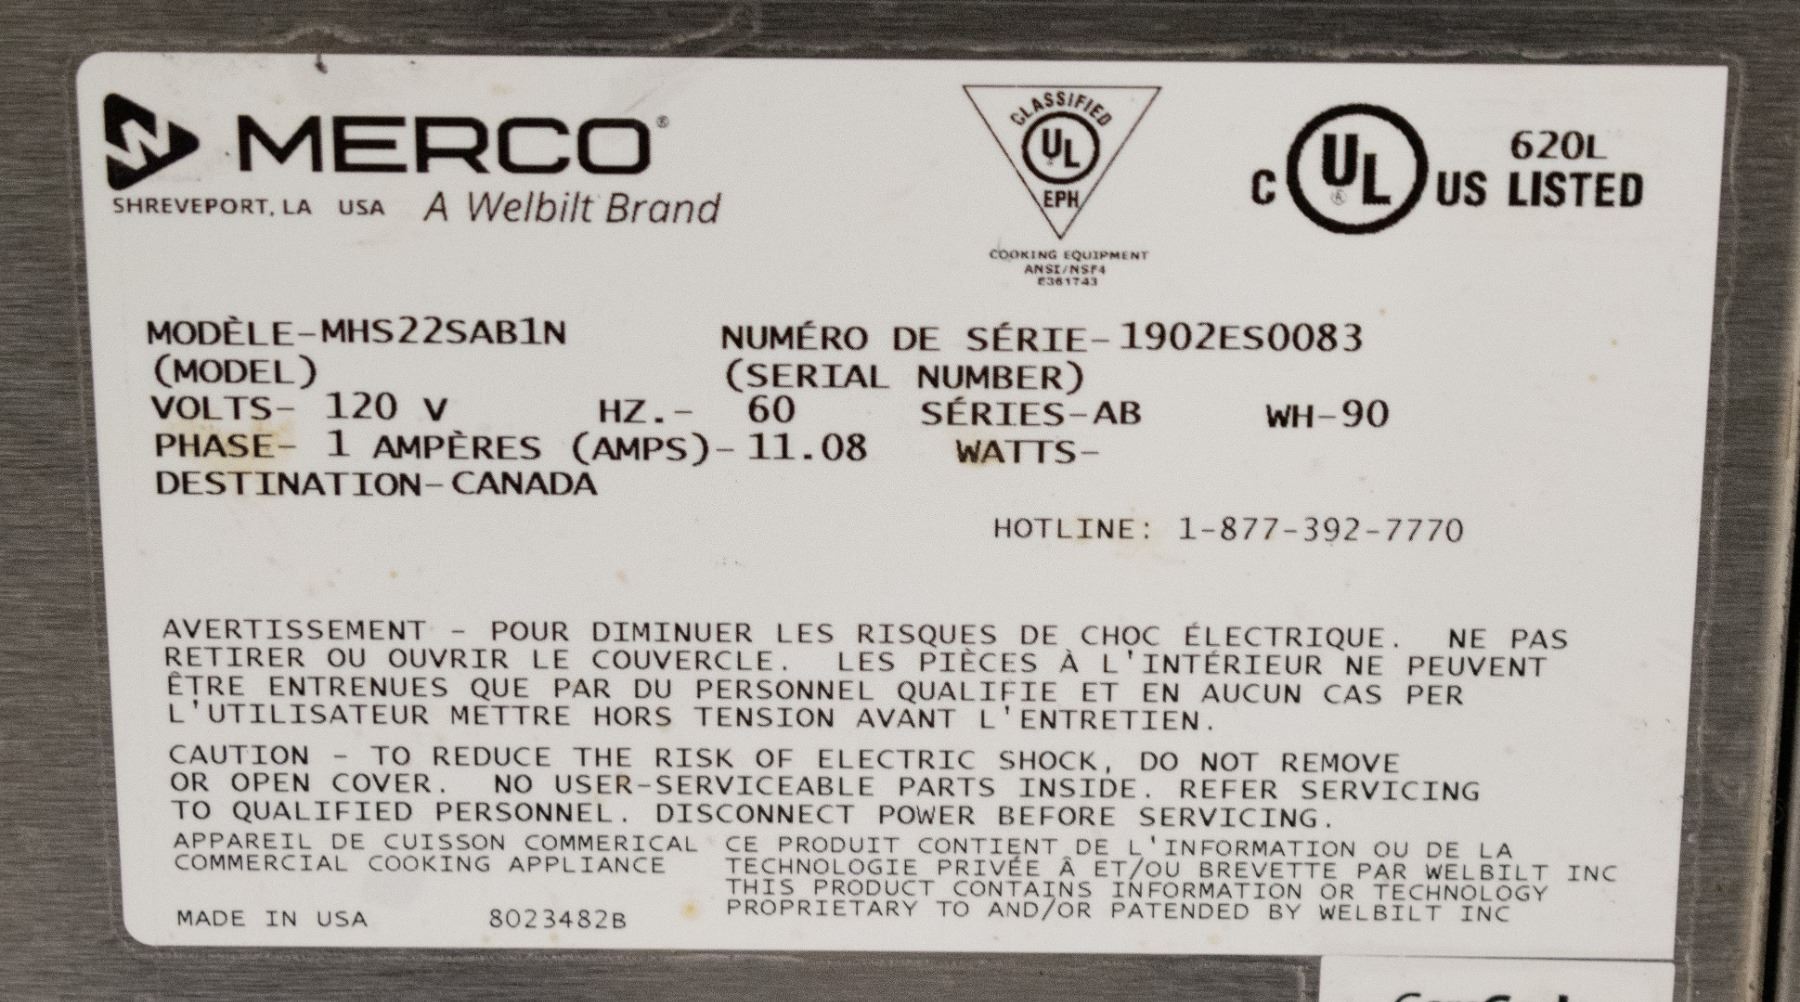 MERCO®
SHREVEPORT, LA USA A Welbilt Brand
CLASSIFIED
UL
EPH
COOKING EQUIPMENT
ANSI/NSF4
E361743
C UL ® US
620L
LISTED
MODÈLE-MHS22SAB1N NUMÉRO DE SÉRIE-1902ES0083
(MODEL) (SERIAL NUMBER)
VOLTS- 120 V HZ.- 60 SÉRIES-AB WH-90
PHASE- 1 AMPÈRES (AMPS)-11.08 WATTS-
DESTINATION-CANADA
HOTLINE: 1-877-392-7770
AVERTISSEMENT - POUR DIMINUER LES RISQUES DE CHOC ÉLECTRIQUE. NE PAS
RETIRER OU OUVRIR LE COUVERCLE. LES PIÈCES À L'INTÉRIEUR NE PEUVENT
ÊTRE ENTRENUES QUE PAR DU PERSONNEL QUALIFIE ET EN AUCUN CAS PER
L'UTILISATEUR METTRE HORS TENSION AVANT L'ENTRETIEN.
CAUTION - TO REDUCE THE RISK OF ELECTRIC SHOCK, DO NOT REMOVE
OR OPEN COVER. NO USER-SERVICEABLE PARTS INSIDE. REFER SERVICING
TO QUALIFIED PERSONNEL. DISCONNECT POWER BEFORE SERVICING.
APPAREIL DE CUISSON COMMERICAL
COMMERCIAL COOKING APPLIANCE
CE PRODUIT CONTIENT DE L'INFORMATION OU DE LA
TECHNOLOGIE PRIVÉE Â ET/OU BREVETTE PAR WELBILT INC
THIS PRODUCT CONTAINS INFORMATION OR TECHNOLOGY
PROPRIETARY TO AND/OR PATENTED BY WELBILT INC
MADE IN USA 8023482B